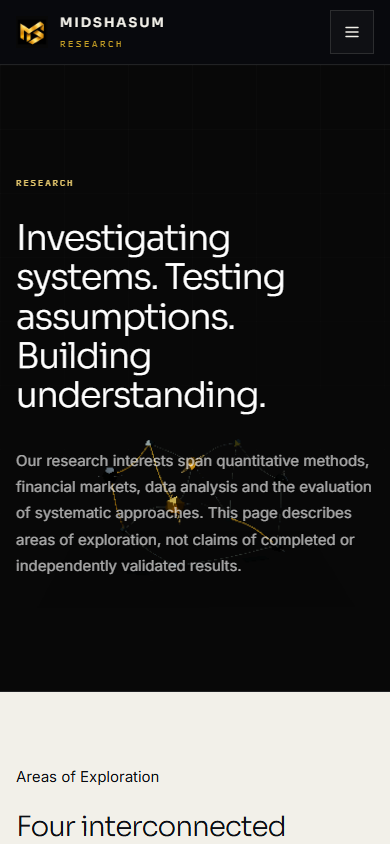 MIDSHASUM
RESEARCH
RESEARCH
Investigating
systems. Testing
assumptions.
Building
understanding.
Our research interests span quantitative methods,
financial markets, data analysis and the evaluation
of systematic approaches. This page describes
areas of exploration, not claims of completed or
independently validated results.
Areas of Exploration
Four interconnected